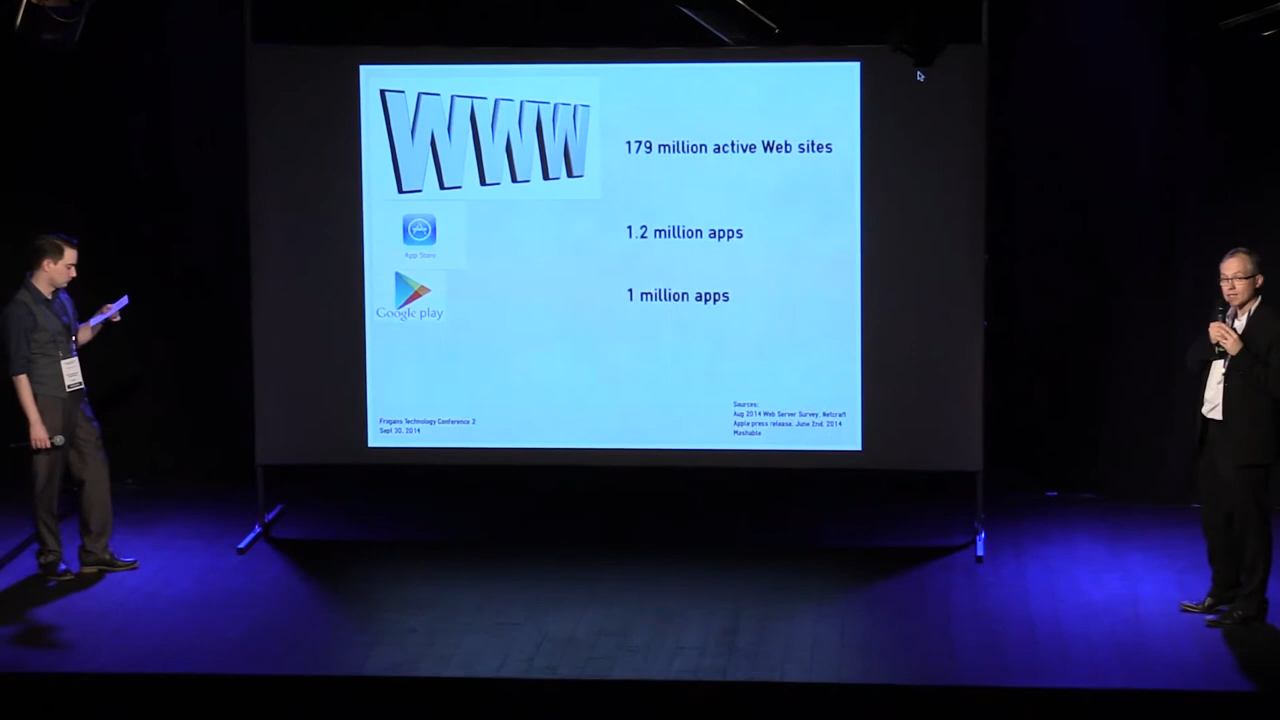 WWW
179 million active Web sites
App Store
1.2 million apps
Google play
1 million apps
Frogans Technology Conference 2
Sept 30, 2014
Sources:
Aug 2014 Web Server Survey, Netcraft
Apple press release, June 2nd, 2014
Mashable